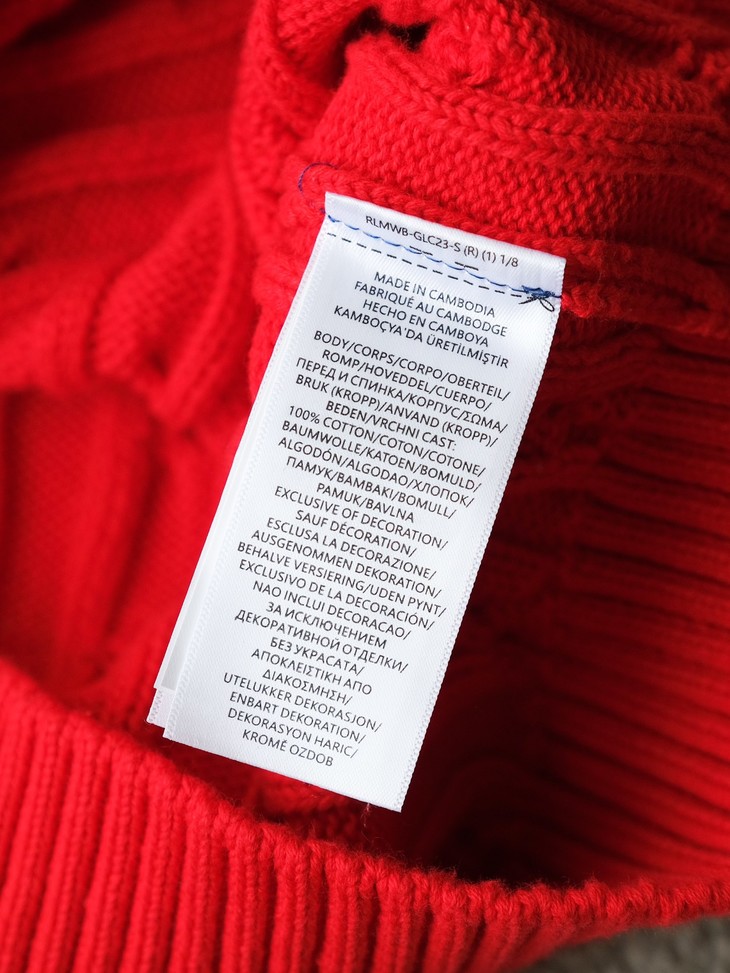 RLMWB-GLC23-S (R) (1) 1/8
MADE IN CAMBODIA
FABRIQUÉ AU CAMBODGE
HECHO EN CAMBOYA
KAMBOÇYA'DA ÜRETİLMİŞTİR
BODY/CORPS/CORPO/OBERTEIL/
ROMP/HOVEDDEL/CUERPO/
ПЕРЕД И СПИНКА/КОРПУС/ΣΩΜΑ/
BRUK (KROPP)/ANVAND (KROPP)/
BEDEN/VRCHNI CAST:
100% COTTON/COTON/COTONE/
BAUMWOLLE/KATOEN/BOMULD/
ALGODÓN/ALGODAO/ХЛОПОК/
ПАМУК/ΒΑΜΒΑΚΙ/BOMULL/
PAMUK/BAVLNA
EXCLUSIVE OF DECORATION/
SAUF DÉCORATION/
ESCLUSA LA DECORAZIONE/
AUSGENOMMEN DEKORATION/
BEHALVE VERSIERING/UDEN PYNT/
EXCLUSIVO DE LA DECORACIÓN/
NAO INCLUI DECORACAO/
ЗА ИСКЛЮЧЕНИЕМ
ДЕКОРАТИВНОЙ ОТДЕЛКИ/
БЕЗ УКРАСАТА/
ΑΠΟΚΛΕΙΣΤΙΚΗ ΑΠΟ
ΔΙΑΚΟΣΜΗΣΗ/
UTELUKKER DEKORASJON/
ENBART DEKORATION/
DEKORASYON HARIC/
KROMÉ OZDOB